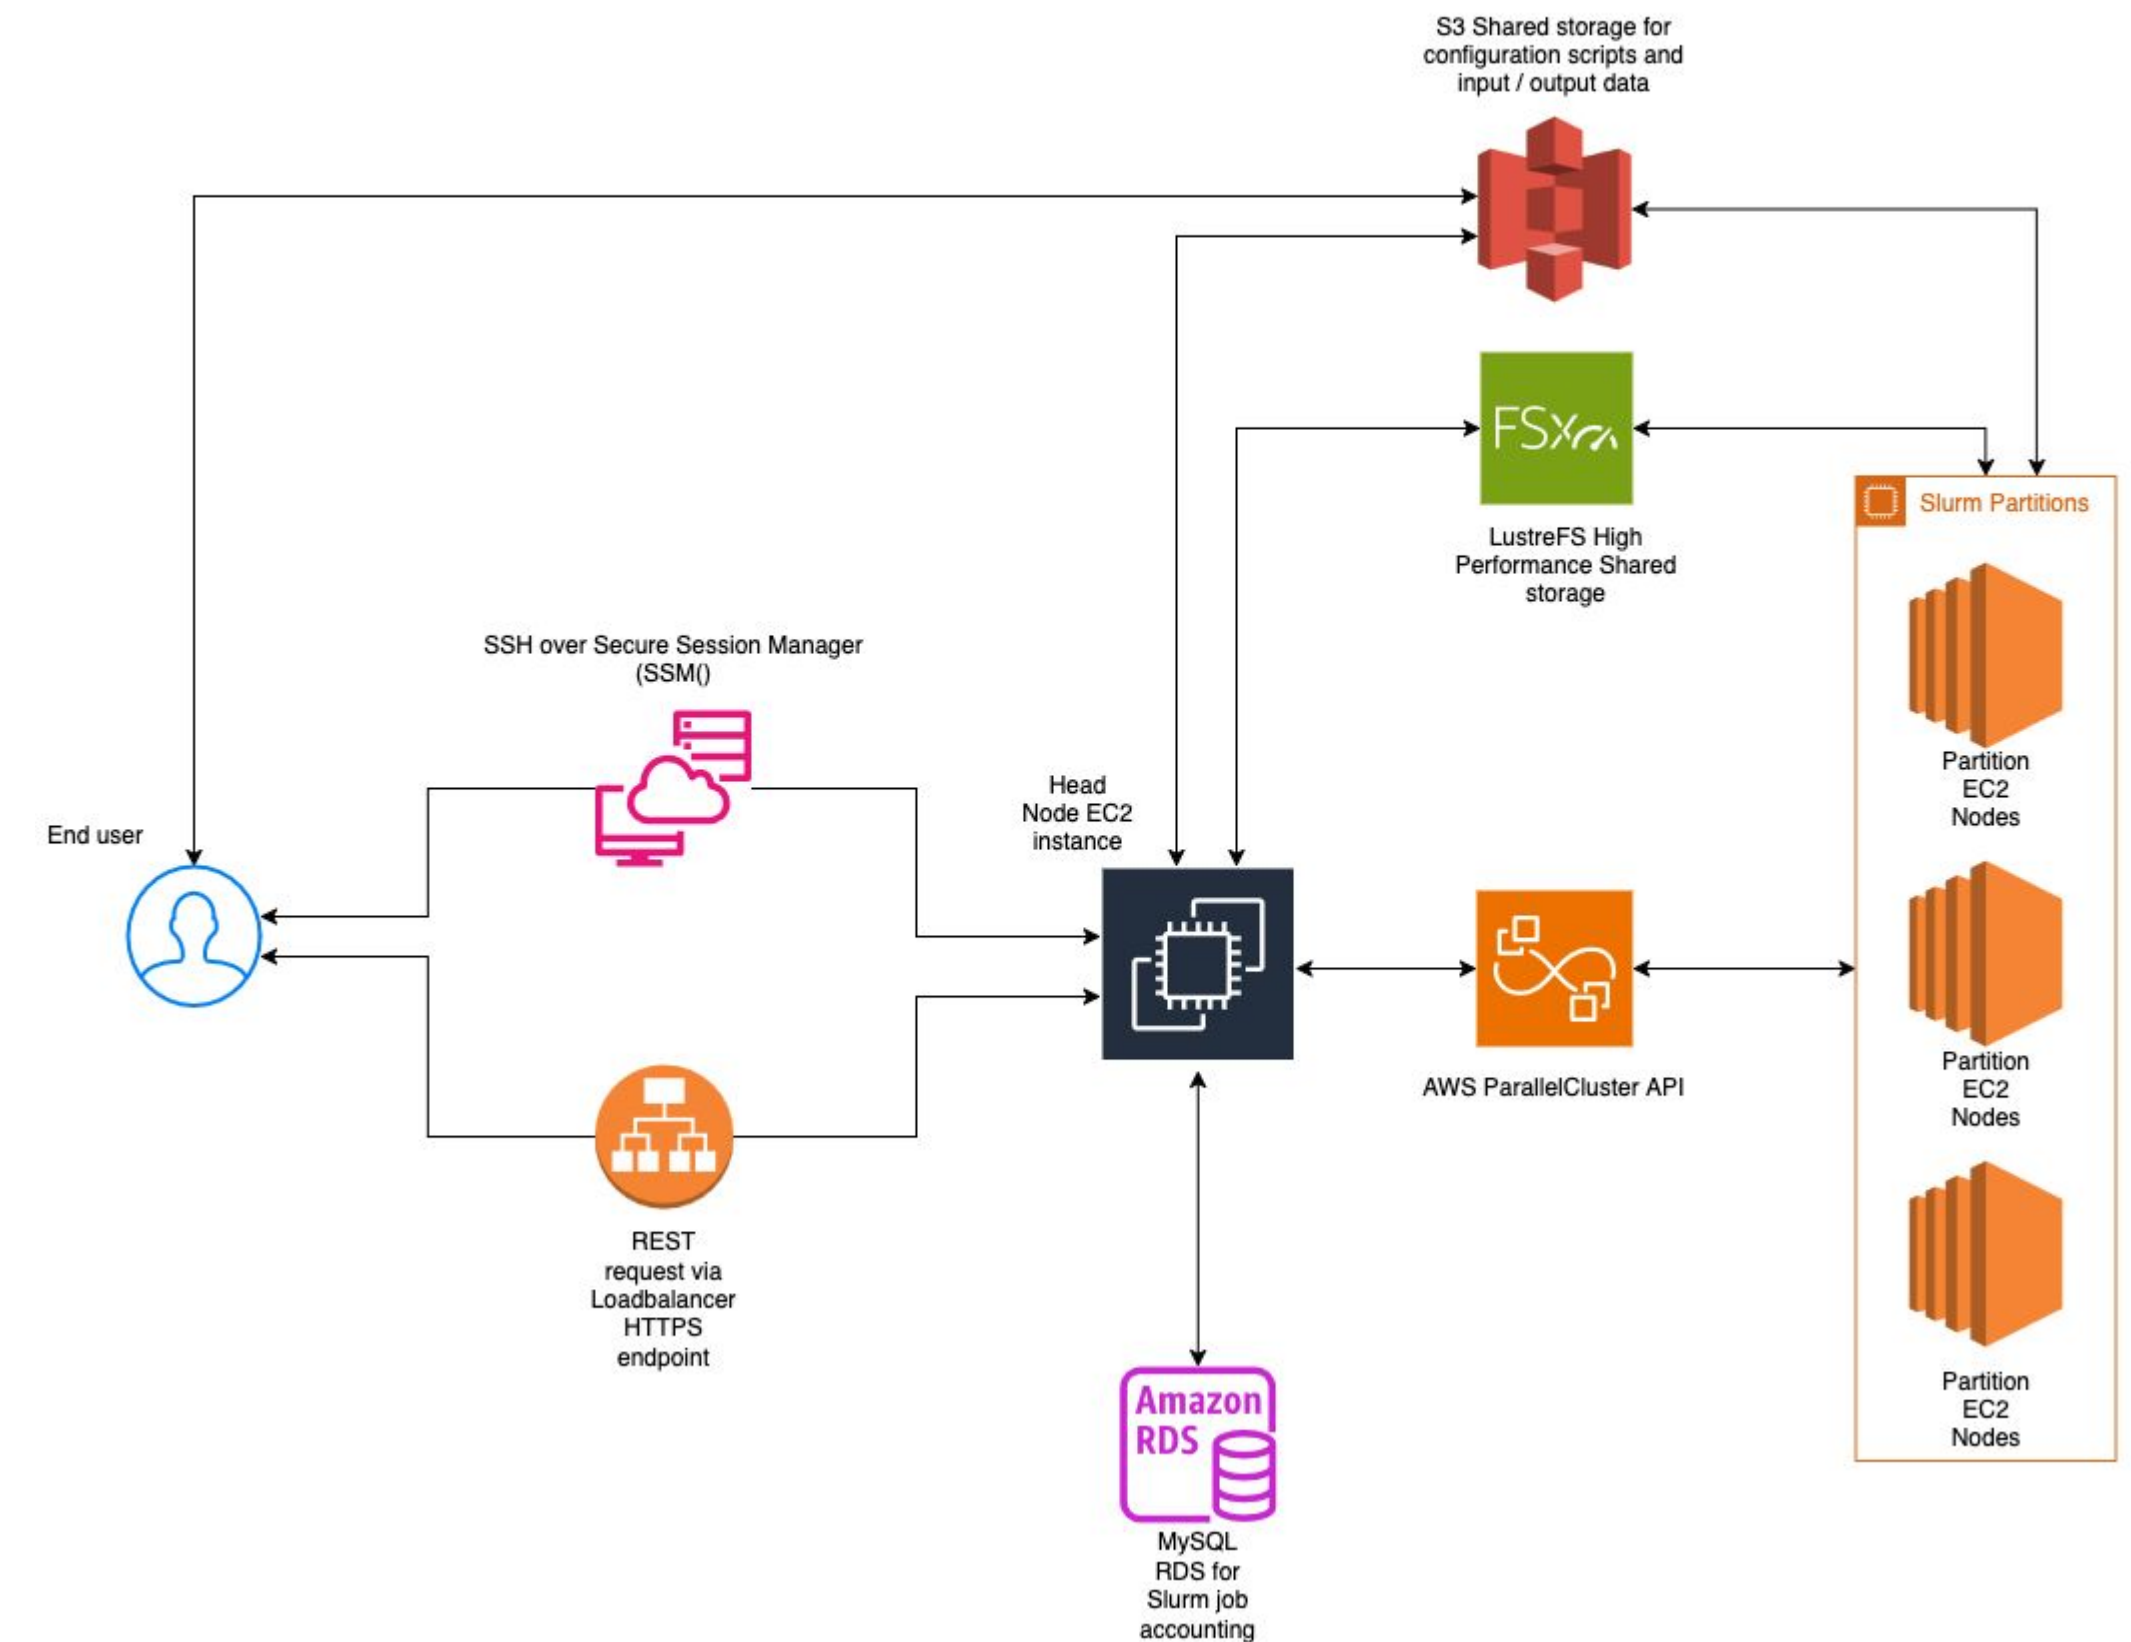 S3 Shared storage for
configuration scripts and
input / output data
FSx
LustreFS High
Performance Shared
storage
Slurm Partitions
Partition
EC2
Nodes
SSH over Secure Session Manager
(SSM()
Head
Node EC2
instance
End user
Partition
EC2
Nodes
AWS ParallelCluster API
REST
request via
Loadbalancer
HTTPS
endpoint
Partition
EC2
Nodes
Amazon
RDS
MySQL
RDS for
Slurm job
accounting